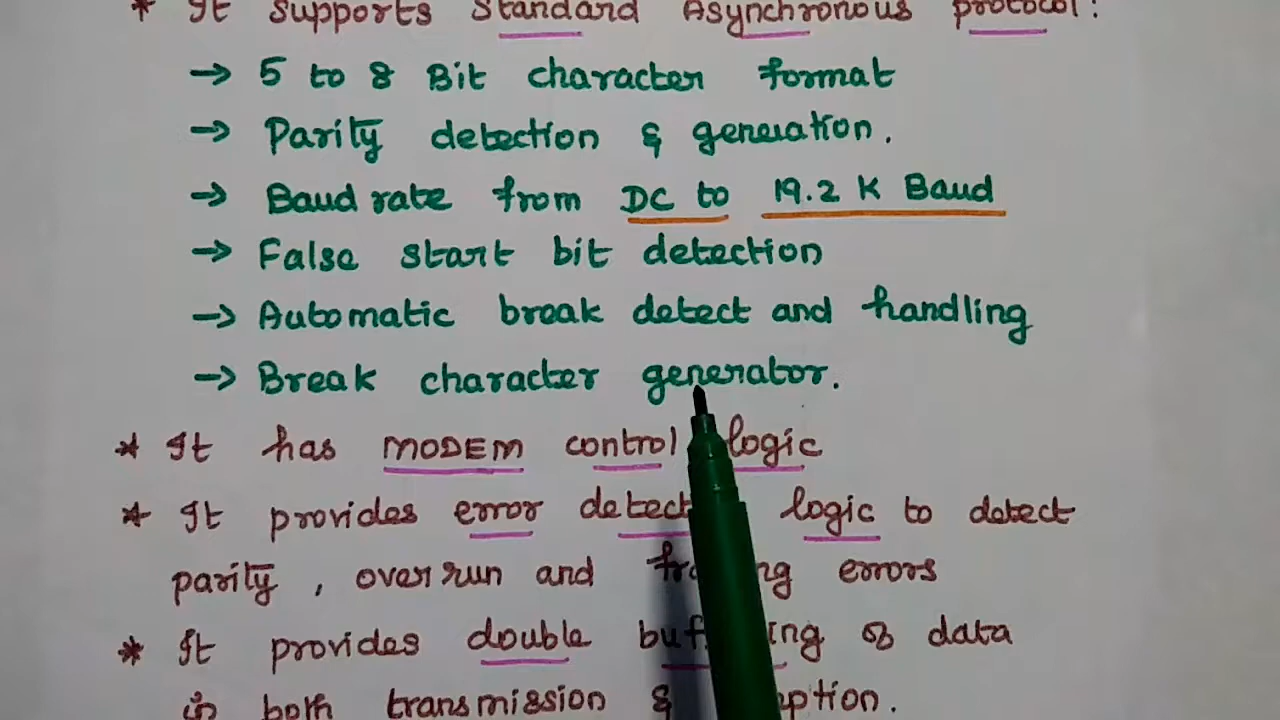 * It supports Standard Asynchronous protocol:
→ 5 to 8 Bit character format
→ Parity detection & generation.
→ Baud rate from DC to 19.2 K Baud
→ False start bit detection
→ Automatic break detect and handling
→ Break character generator.
* It has MODEM control logic
* It provides error detect logic to detect
parity, over run and errors
* It provides double of data
in both transmission &